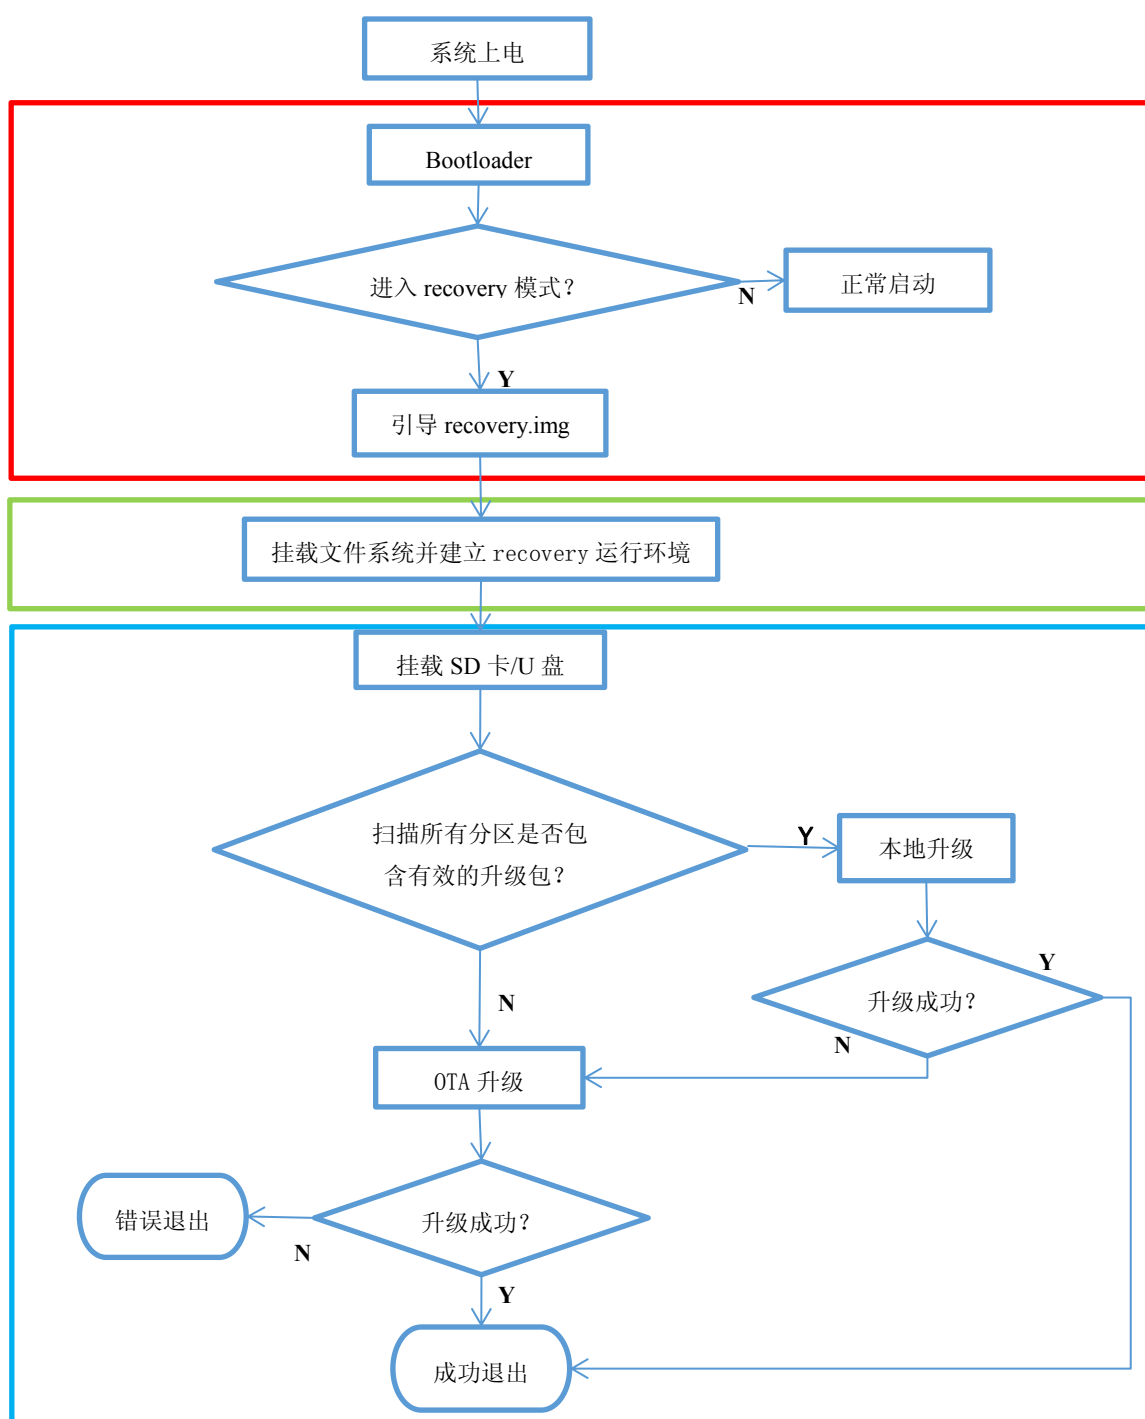 系统上电
Bootloader
进入 recovery 模式？
N
正常启动
Y
引导 recovery.img
挂载文件系统并建立 recovery 运行环境
挂载 SD 卡/U 盘
扫描所有分区是否包
含有效的升级包？
Y
本地升级
N
升级成功？
Y
N
OTA 升级
升级成功？
N
错误退出
Y
成功退出